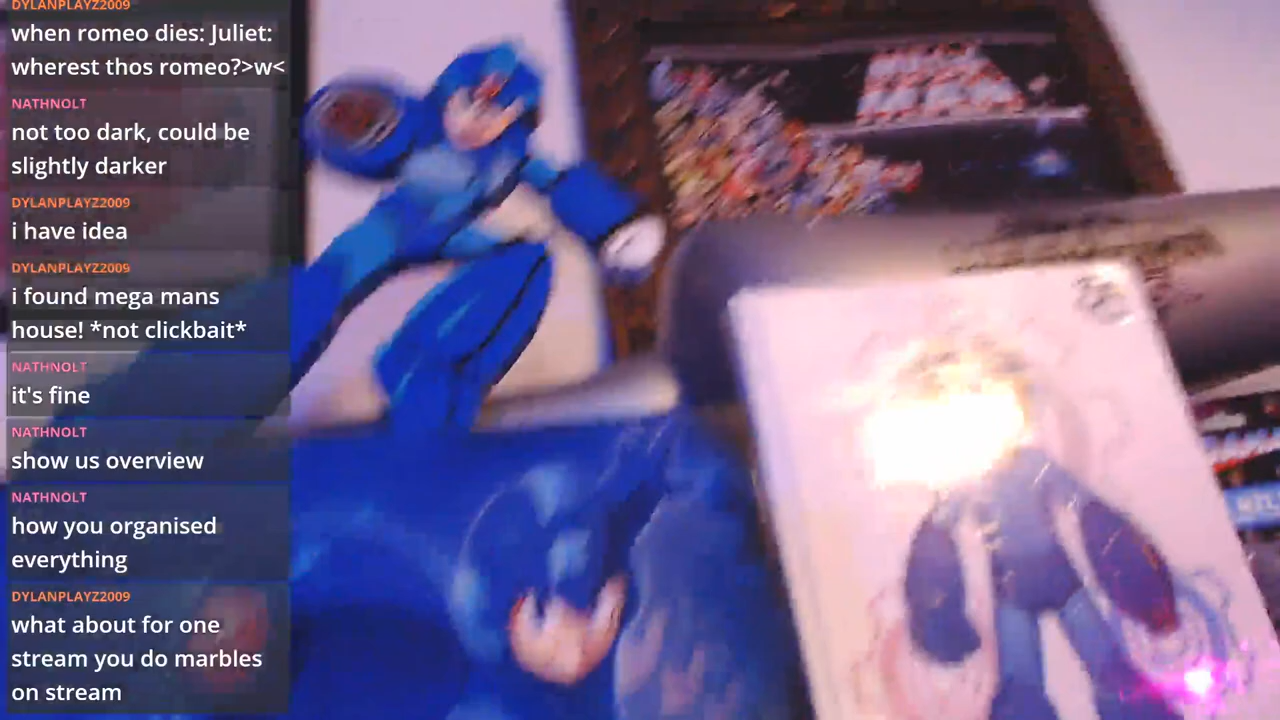 DYLANPLAYZ2009
when romeo dies: Juliet:
wherest thos romeo?>w<
NATHNOLT
not too dark, could be
slightly darker
DYLANPLAYZ2009
i have idea
DYLANPLAYZ2009
i found mega mans
house! *not clickbait*
NATHNOLT
it's fine
NATHNOLT
show us overview
NATHNOLT
how you organised
everything
DYLANPLAYZ2009
what about for one
stream you do marbles
on stream